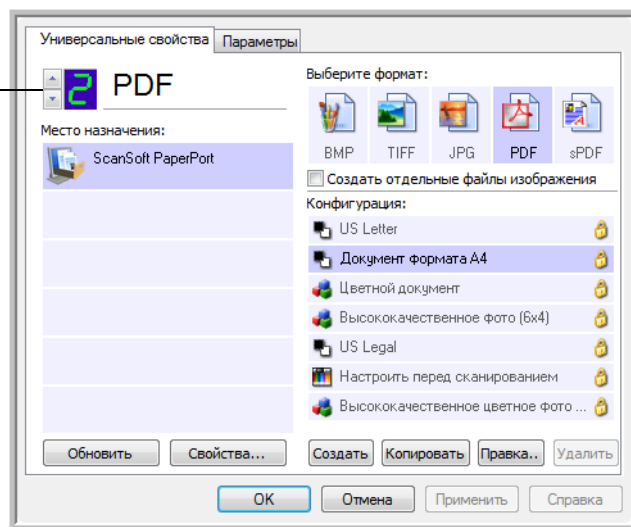 Универсальные свойства Параметры
2 PDF
Место назначения:
ScanSoft PaperPort
Обновить Свойства...
Выберите формат:
BMP TIFF JPG PDF sPDF
Создать отдельные файлы изображения
Конфигурация:
US Letter
Документ формата A4
Цветной документ
Высококачественное фото (6x4)
US Legal
Настроить перед сканированием
Высококачественное цветное фото ...
Создать Копировать Правка.. Удалить
OK Отмена Применить Справка